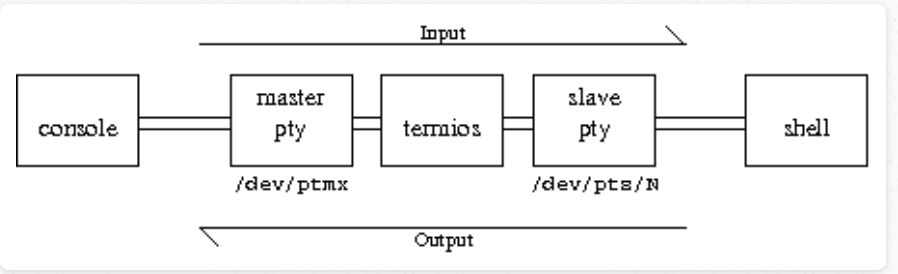 Input
console
master
pty
termios
slave
pty
shell
/dev/ptmx
/dev/pts/N
Output